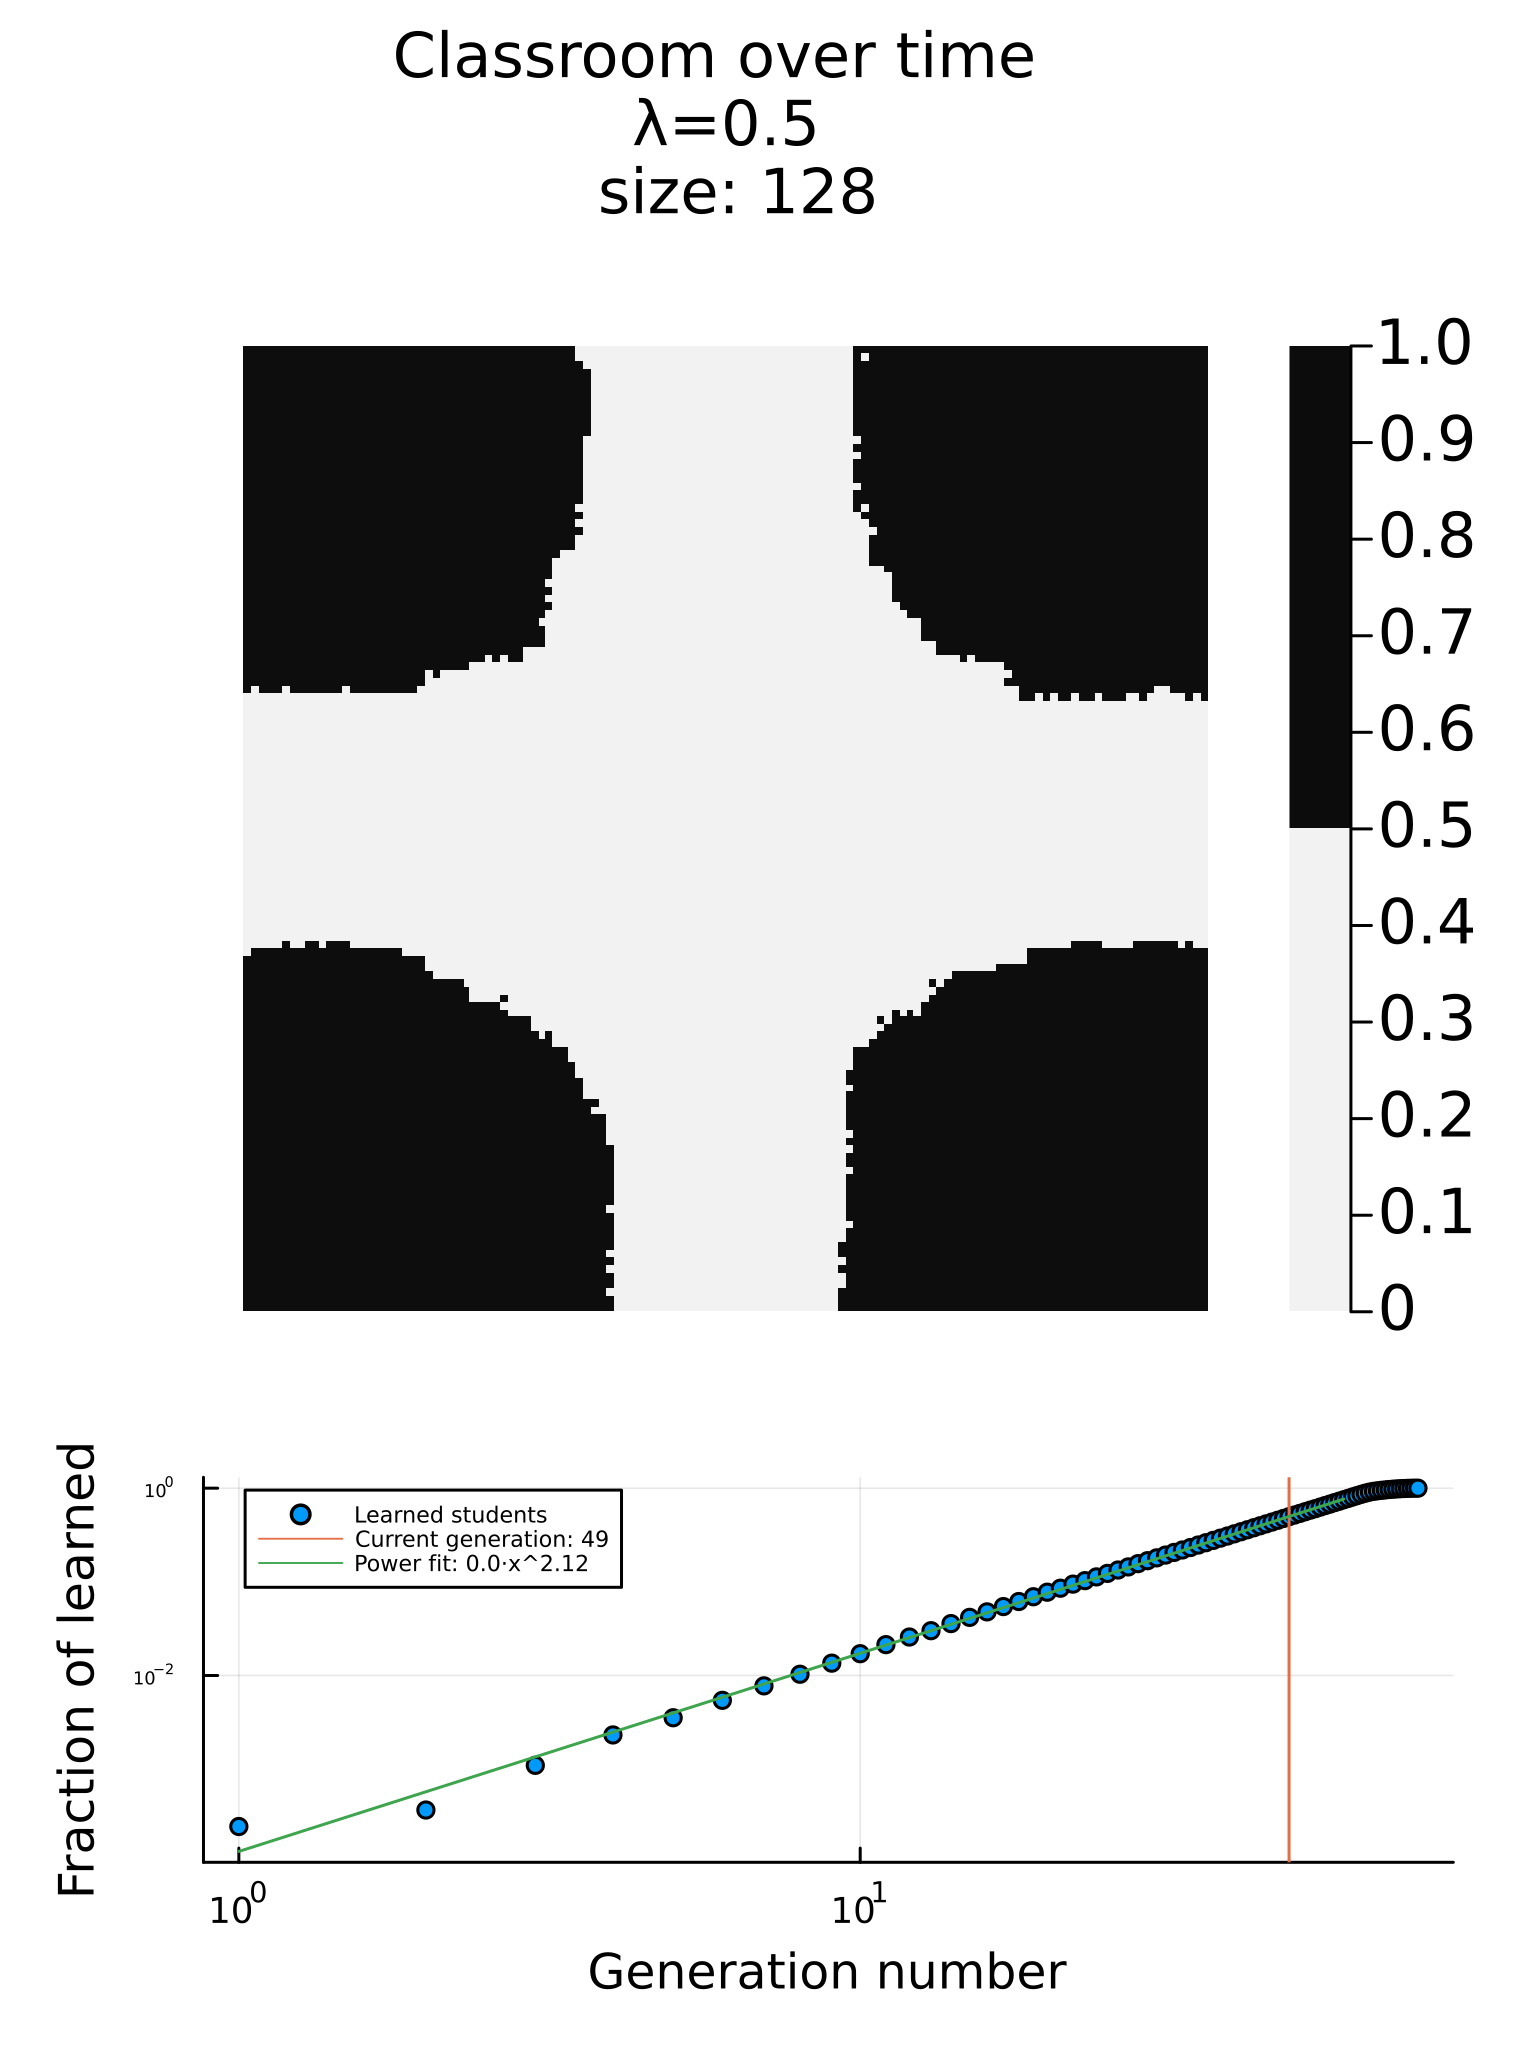 Classroom over time
λ=0.5
size: 128
1.0
0.9
0.8
0.7
0.6
0.5
0.4
0.3
0.2
0.1
0
Fraction of learned
10⁰
10⁻²
Learned students
Current generation: 49
Power fit: 0.0·x^2.12
10⁰
10¹
Generation number